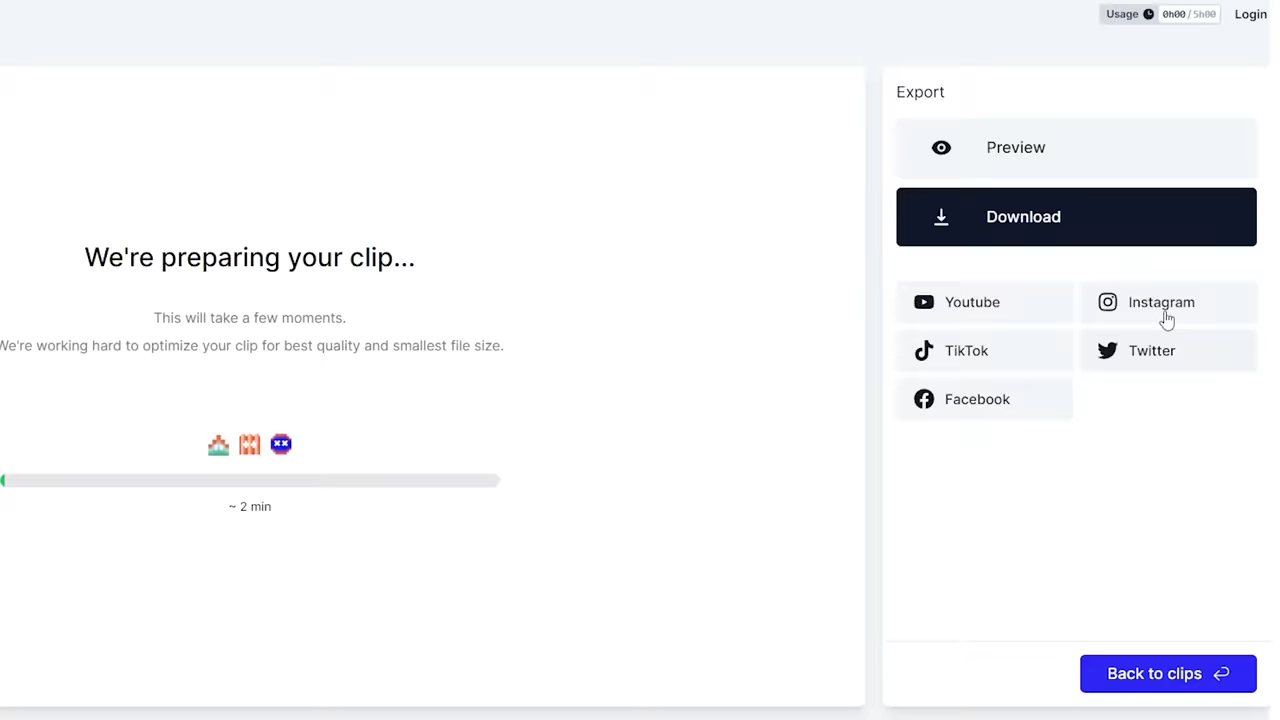 Usage 0h00 / 5h00 Login
Export
Preview
Download
We're preparing your clip...
This will take a few moments.
We're working hard to optimize your clip for best quality and smallest file size.
~ 2 min
Youtube Instagram
TikTok Twitter
Facebook
Back to clips